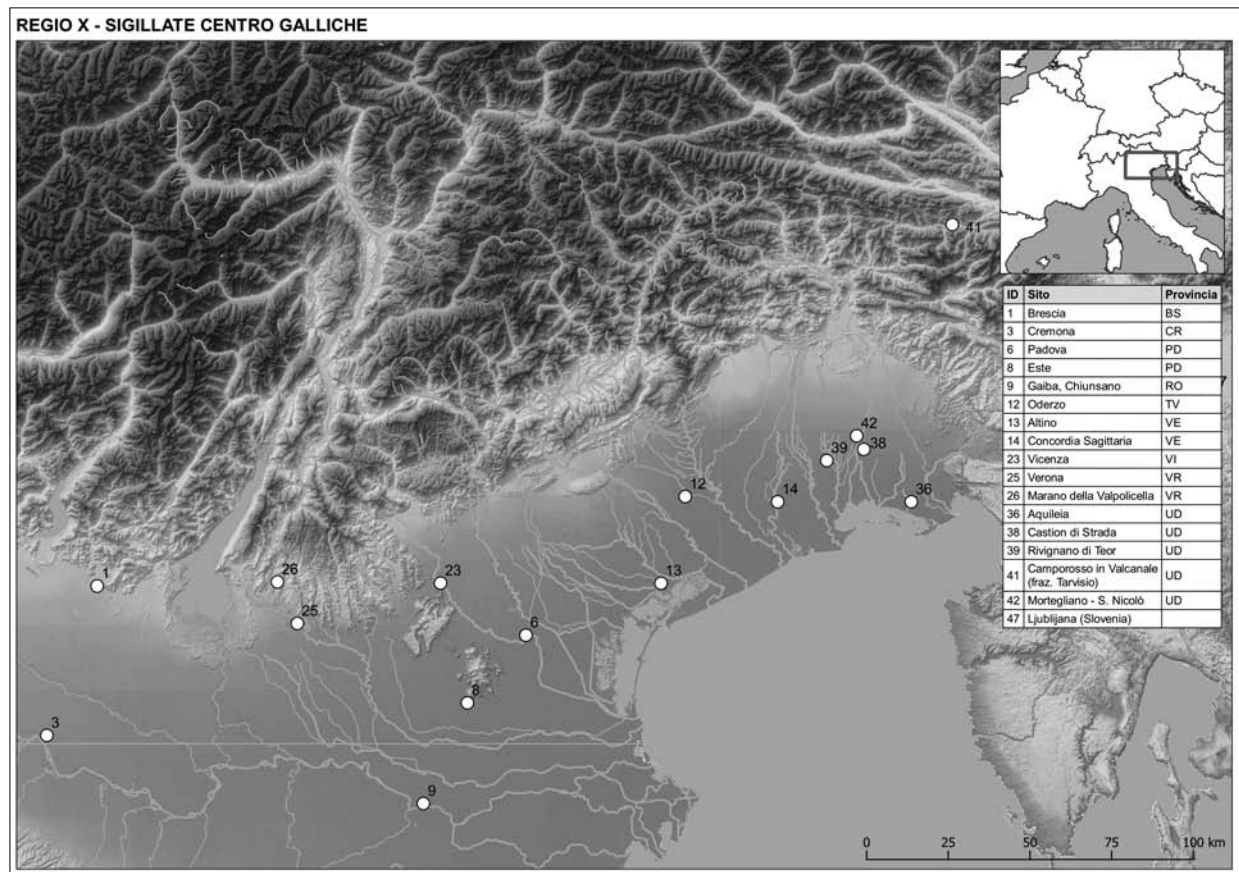 REGIO X - SIGILLATE CENTRO GALLICHE
41
ID Sito Provincia
1 Brescia BS
3 Cremona CR
6 Padova PD
8 Este PD
9 Gaiba, Chiunsano RO
12 Oderzo TV
13 Altino VE
14 Concordia Sagittaria VE
23 Vicenza VI
25 Verona VR
26 Marano della Valpolicella VR
36 Aquileia UD
38 Castion di Strada UD
39 Rivignano di Teor UD
41 Camporosso in Valcanale
(fraz. Tarvisio) UD
42 Mortegliano - S. Nicolò UD
47 Ljublijana (Slovenia)
7
42
39
38
12
14
36
1
26
23
13
25
6
8
3
9
0 25 50 75 100 km